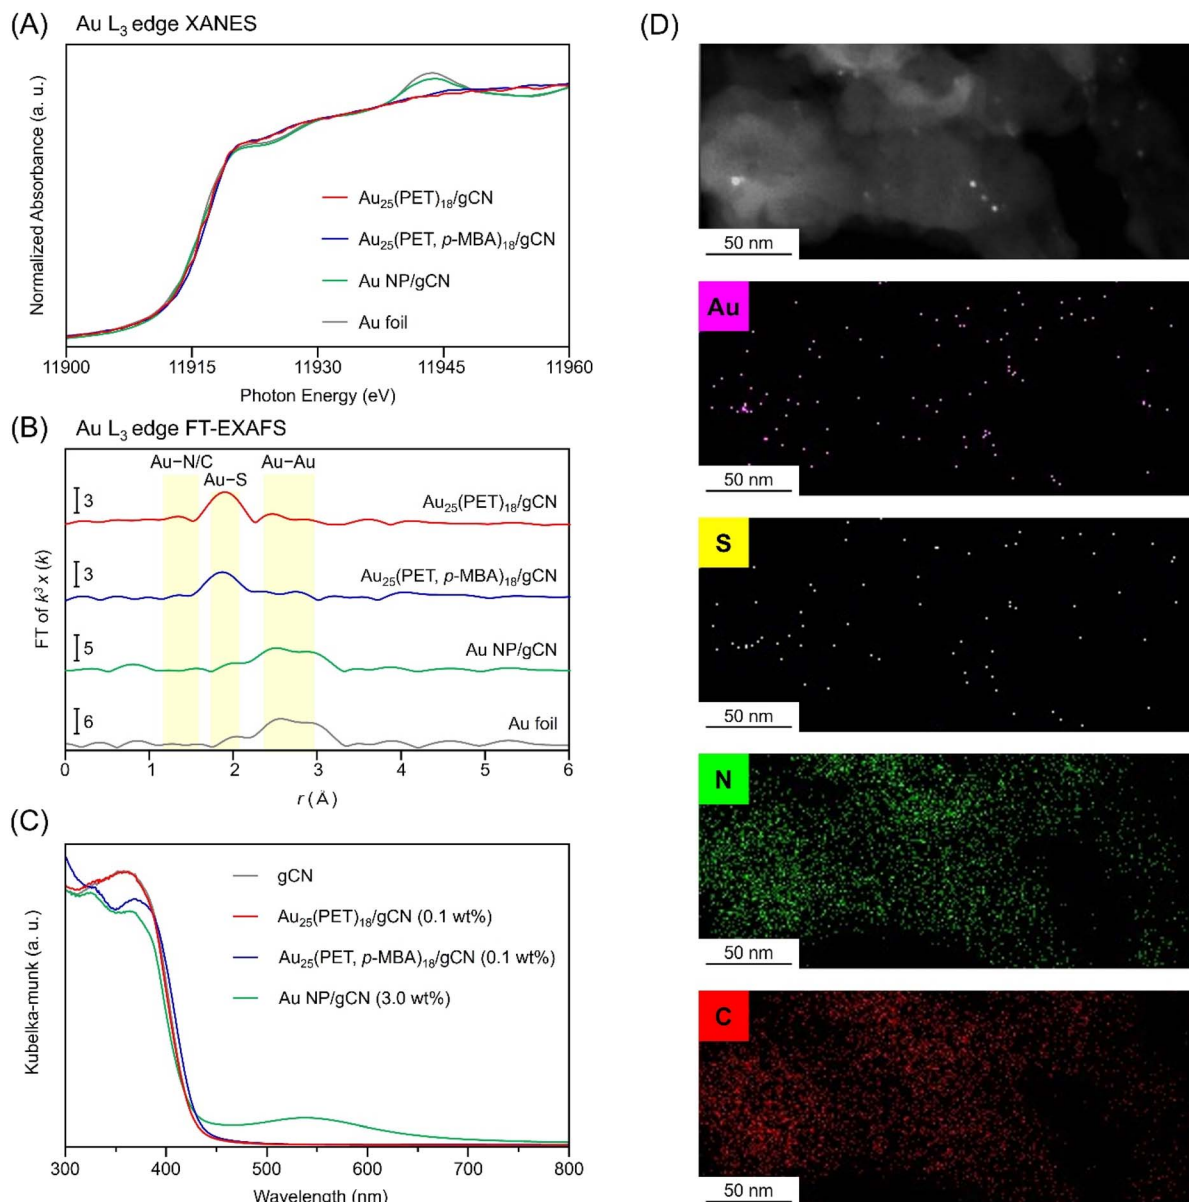 (A) Au L₃ edge XANES
Normalized Absorbance (a. u.)
Au₂₅(PET)₁₈/gCN
Au₂₅(PET, p-MBA)₁₈/gCN
Au NP/gCN
Au foil
11900 11915 11930 11945 11960
Photon Energy (eV)
(B) Au L₃ edge FT-EXAFS
Au−N/C Au−Au
Au−S
FT of k³ x (k)
3 Au₂₅(PET)₁₈/gCN
3 Au₂₅(PET, p-MBA)₁₈/gCN
5 Au NP/gCN
6 Au foil
0 1 2 3 4 5 6
r (Å)
(C)
Kubelka-munk (a. u.)
gCN
Au₂₅(PET)₁₈/gCN (0.1 wt%)
Au₂₅(PET, p-MBA)₁₈/gCN (0.1 wt%)
Au NP/gCN (3.0 wt%)
300 400 500 600 700 800
Wavelength (nm)
(D)
50 nm
Au
50 nm
S
50 nm
N
50 nm
C
50 nm